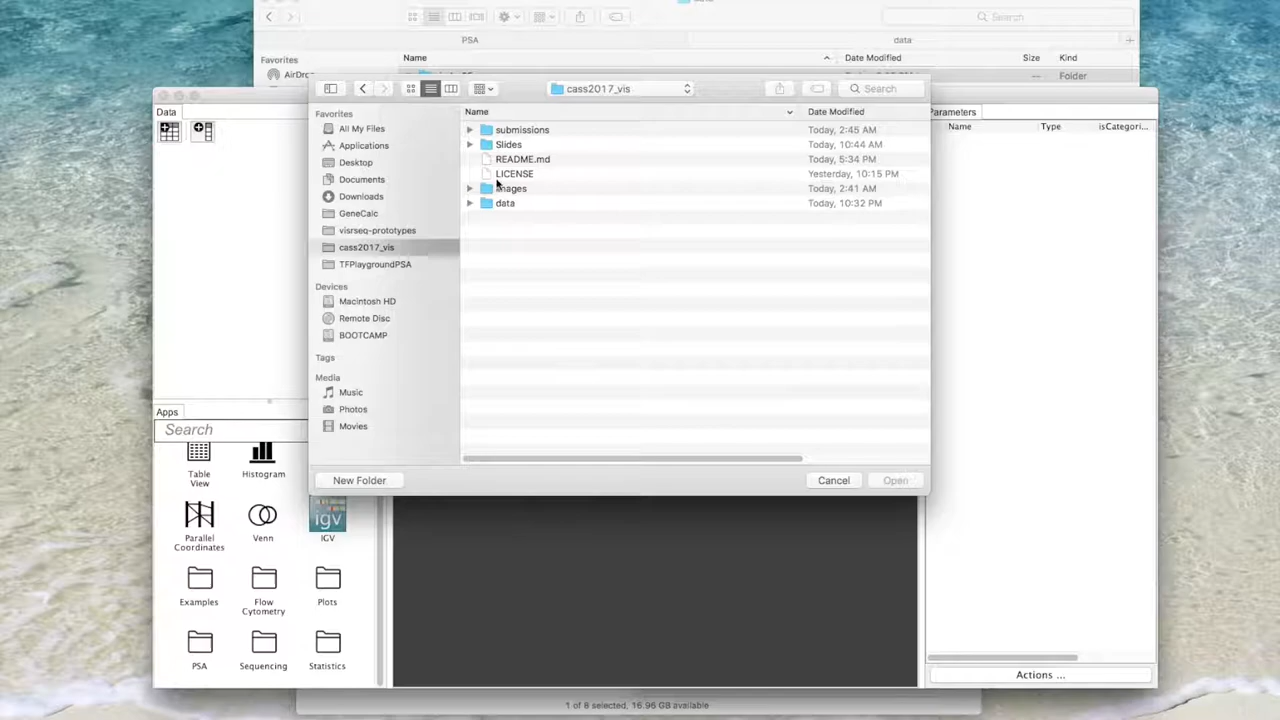 Search
PSA
data
Favorites
Name
Date Modified
Size
Kind
AirDrop
Today
Folder
Data
Parameters
Name
Type
isCategori...
cass2017_vis
Search
Favorites
All My Files
Applications
Desktop
Documents
Downloads
GeneCalc
visrseq-prototypes
cass2017_vis
TFPlaygroundPSA
Devices
Macintosh HD
Remote Disc
BOOTCAMP
Tags
Media
Music
Photos
Movies
Name
Date Modified
submissions
Today, 2:45 AM
Slides
Today, 10:44 AM
README.md
Today, 5:34 PM
LICENSE
Yesterday, 10:15 PM
images
Today, 2:41 AM
data
Today, 10:32 PM
New Folder
Cancel
Open
Apps
Search
Table
View
Histogram
Parallel
Coordinates
Venn
igv
IGV
Examples
Flow
Cytometry
Plots
PSA
Sequencing
Statistics
Actions ...
1 of 8 selected, 16.96 GB available